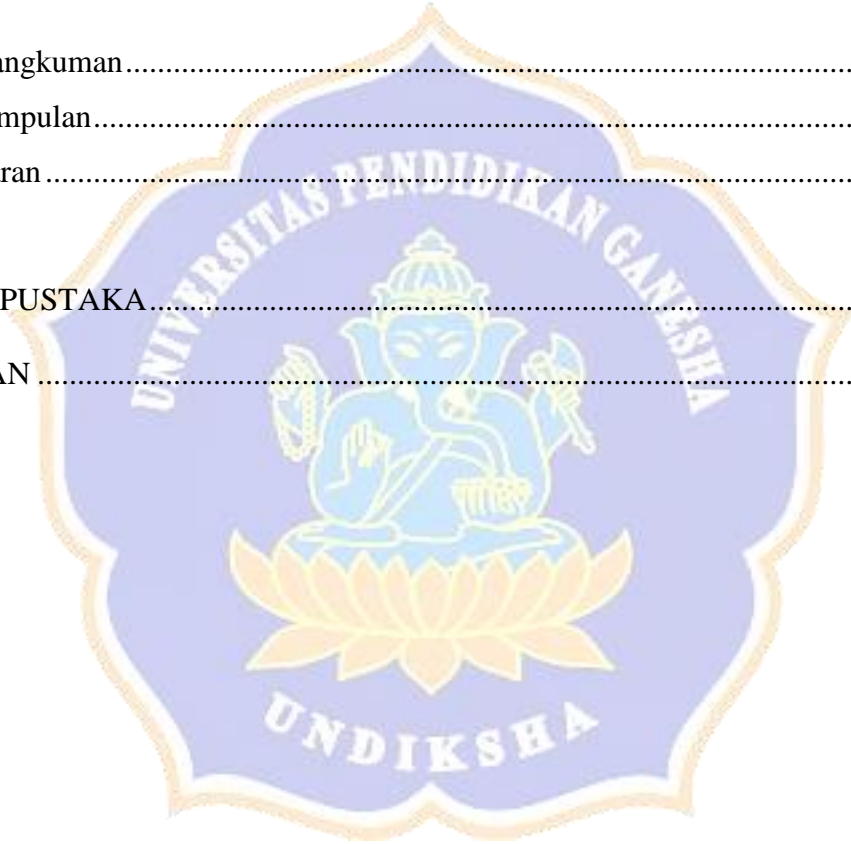 angkuman....................................................................................
mpulan........................................................................................
ran..............................................................................................
PUSTAKA..................................................................................
AN...............................................................................................
UNIVERSITAS PENDIDIKAN GANESHA
UNDIKSHA